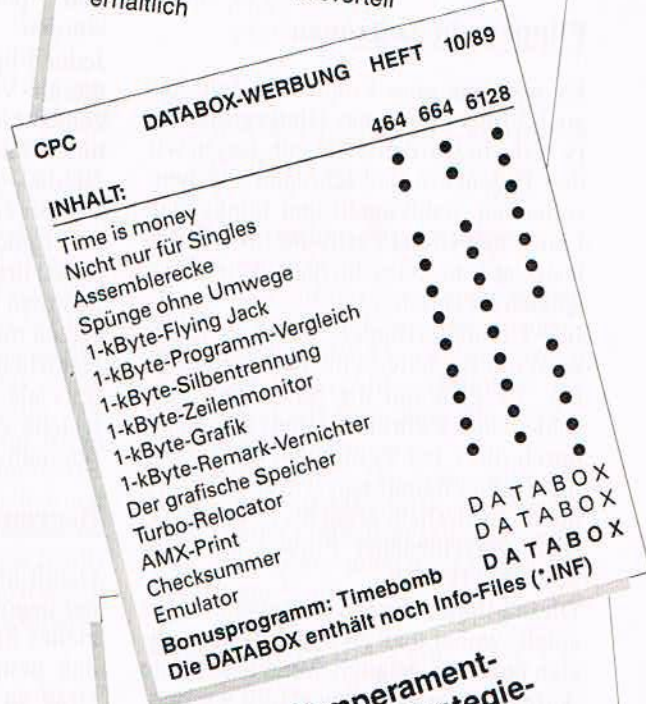 erhältlich
CPC DATABOX-WERBUNG HEFT 10/89
464 664 6128
INHALT:
Time is money
Nicht nur für Singles
Assemblerecke
Spünge ohne Umwege
1-kByte-Flying Jack
1-kByte-Programm-Vergleich
1-kByte-Silbentrennung
1-kByte-Zeilenmonitor
1-kByte-Grafik
1-kByte-Remark-Vernichter
Der grafische Speicher
Turbo-Relocator
AMX-Print DATABOX
Checksummer DATABOX
Emulator DATABOX
Bonusprogramm: Timebomb
Die DATABOX enthält noch Info-Files (*.INF)